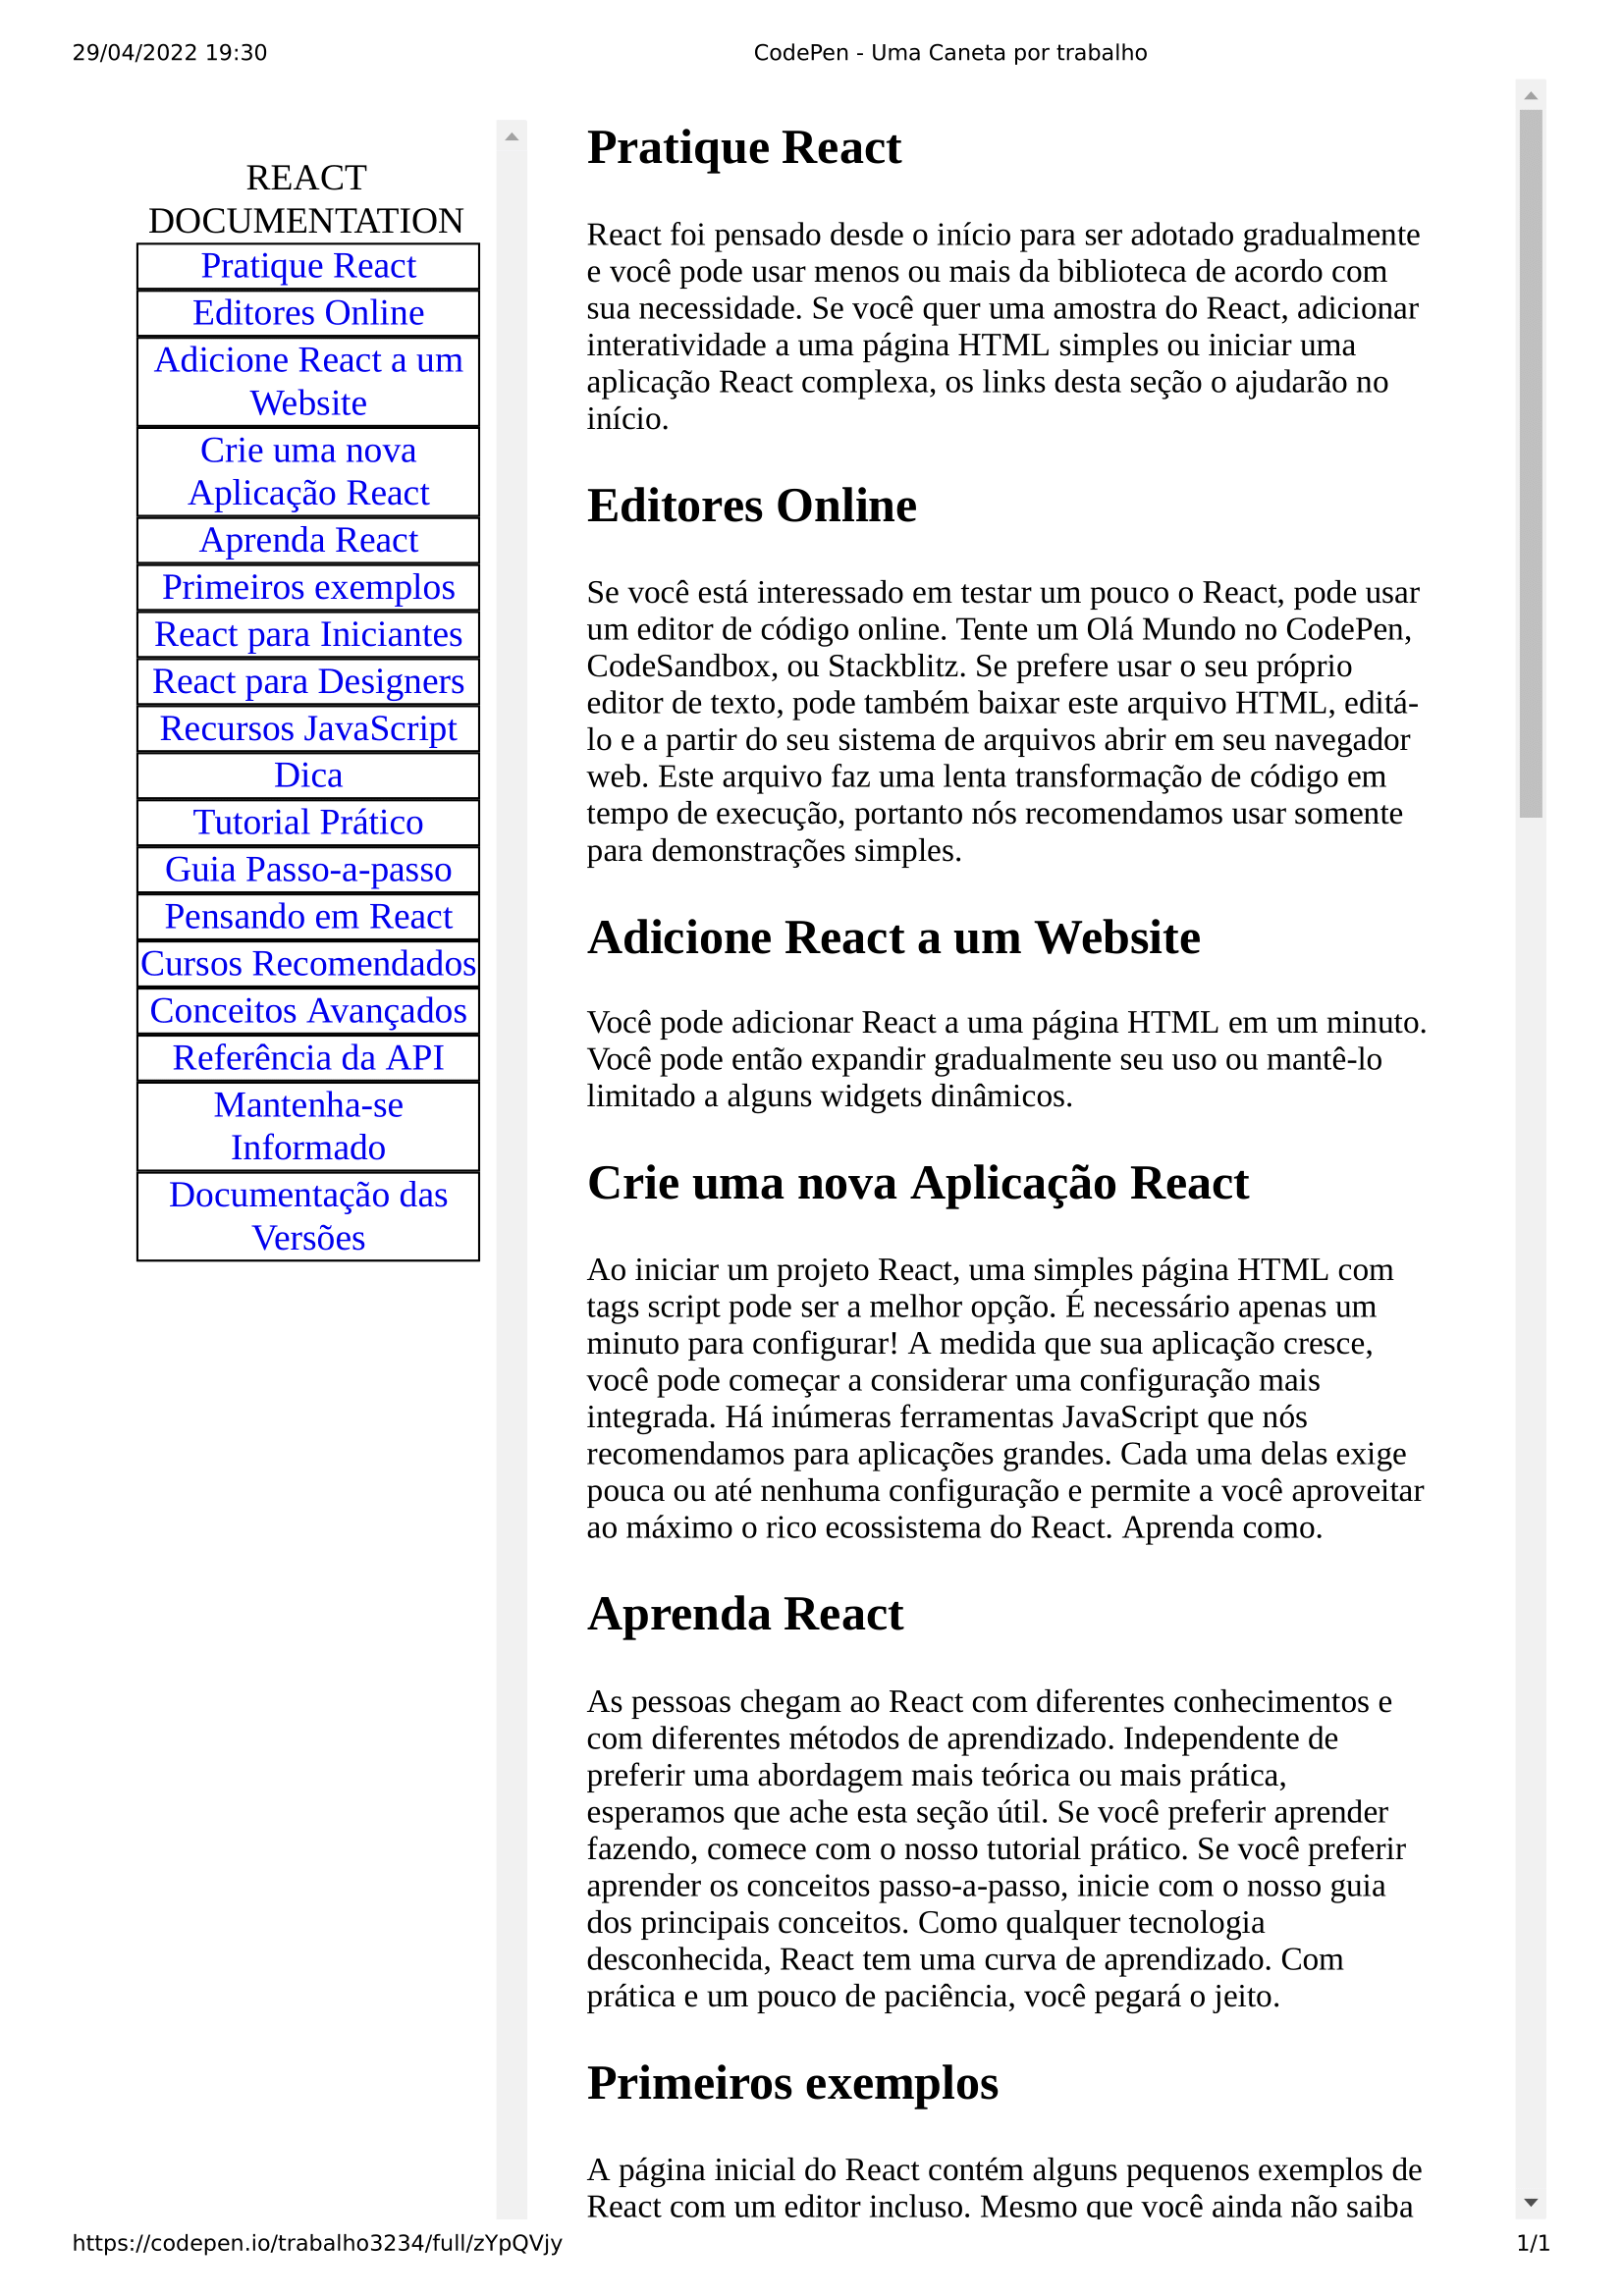 29/04/2022 19:30
CodePen - Uma Caneta por trabalho
REACT
DOCUMENTATION
Pratique React
Editores Online
Adicione React a um
Website
Crie uma nova
Aplicação React
Aprenda React
Primeiros exemplos
React para Iniciantes
React para Designers
Recursos JavaScript
Dica
Tutorial Prático
Guia Passo-a-passo
Pensando em React
Cursos Recomendados
Conceitos Avançados
Referência da API
Mantenha-se
Informado
Documentação das
Versões
Pratique React
React foi pensado desde o início para ser adotado gradualmente
e você pode usar menos ou mais da biblioteca de acordo com
sua necessidade. Se você quer uma amostra do React, adicionar
interatividade a uma página HTML simples ou iniciar uma
aplicação React complexa, os links desta seção o ajudarão no
início.
Editores Online
Se você está interessado em testar um pouco o React, pode usar
um editor de código online. Tente um Olá Mundo no CodePen,
CodeSandbox, ou Stackblitz. Se prefere usar o seu próprio
editor de texto, pode também baixar este arquivo HTML, editá-
lo e a partir do seu sistema de arquivos abrir em seu navegador
web. Este arquivo faz uma lenta transformação de código em
tempo de execução, portanto nós recomendamos usar somente
para demonstrações simples.
Adicione React a um Website
Você pode adicionar React a uma página HTML em um minuto.
Você pode então expandir gradualmente seu uso ou mantê-lo
limitado a alguns widgets dinâmicos.
Crie uma nova Aplicação React
Ao iniciar um projeto React, uma simples página HTML com
tags script pode ser a melhor opção. É necessário apenas um
minuto para configurar! A medida que sua aplicação cresce,
você pode começar a considerar uma configuração mais
integrada. Há inúmeras ferramentas JavaScript que nós
recomendamos para aplicações grandes. Cada uma delas exige
pouca ou até nenhuma configuração e permite a você aproveitar
ao máximo o rico ecossistema do React. Aprenda como.
Aprenda React
As pessoas chegam ao React com diferentes conhecimentos e
com diferentes métodos de aprendizado. Independente de
preferir uma abordagem mais teórica ou mais prática,
esperamos que ache esta seção útil. Se você preferir aprender
fazendo, comece com o nosso tutorial prático. Se você preferir
aprender os conceitos passo-a-passo, inicie com o nosso guia
dos principais conceitos. Como qualquer tecnologia
desconhecida, React tem uma curva de aprendizado. Com
prática e um pouco de paciência, você pegará o jeito.
Primeiros exemplos
A página inicial do React contém alguns pequenos exemplos de
React com um editor incluso. Mesmo que você ainda não saiba
https://codepen.io/trabalho3234/full/zYpQVjy
1/1